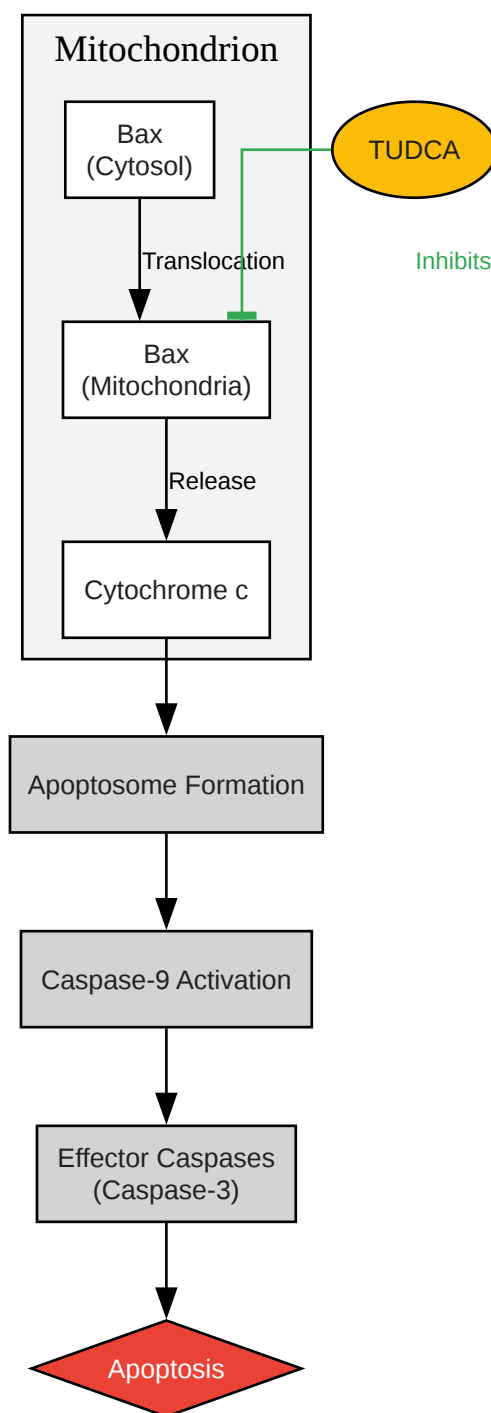 Mitochondrion
Bax
(Cytosol)
TUDCA
Translocation
Inhibits
Bax
(Mitochondria)
Release
Cytochrome c
Apoptosome Formation
Caspase-9 Activation
Effector Caspases
(Caspase-3)
Apoptosis